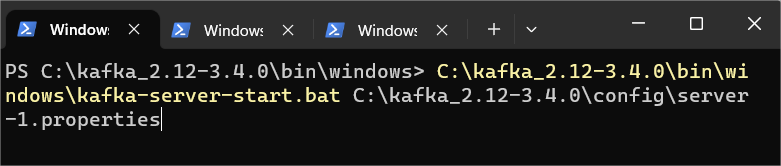 Windows Windows Windows
PS C:\kafka_2.12-3.4.0\bin\windows> C:\kafka_2.12-3.4.0\bin\wi
ndows\kafka-server-start.bat C:\kafka_2.12-3.4.0\config\server
-1.properties